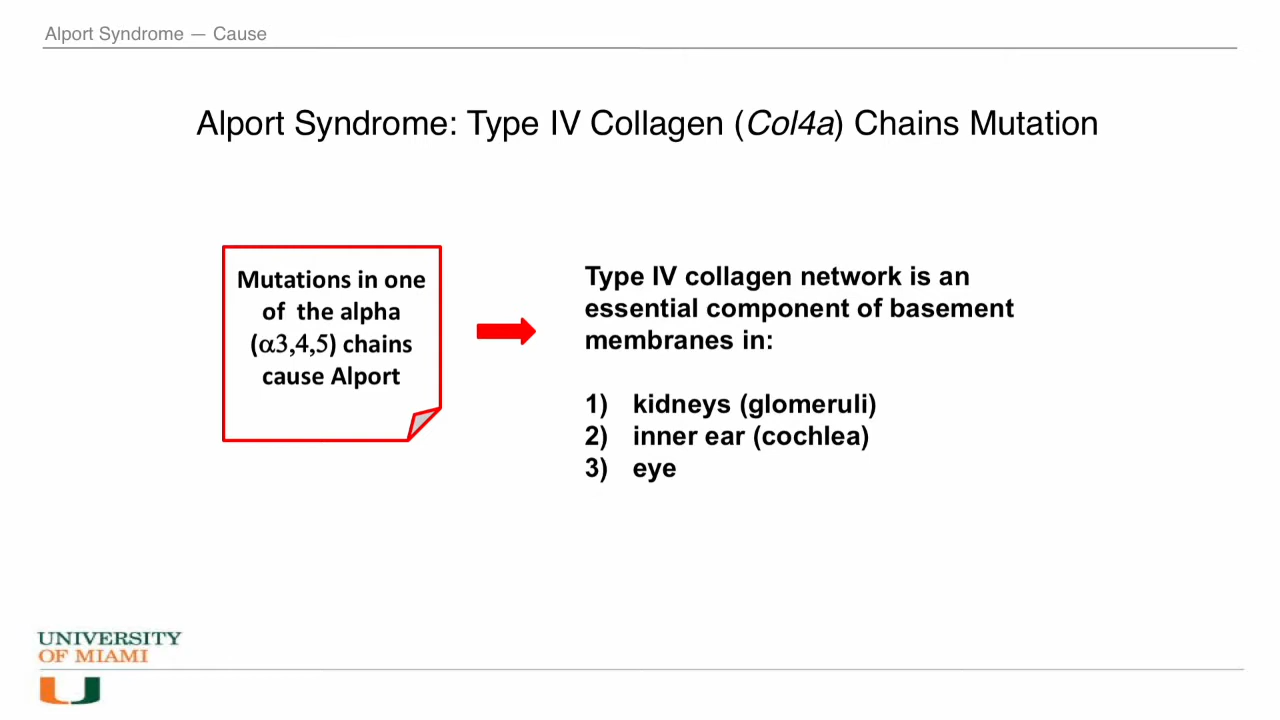 Alport Syndrome — Cause
Alport Syndrome: Type IV Collagen (Col4a) Chains Mutation
Mutations in one
of the alpha
(α3,4,5) chains
cause Alport
Type IV collagen network is an
essential component of basement
membranes in:
1) kidneys (glomeruli)
2) inner ear (cochlea)
3) eye
UNIVERSITY
OF MIAMI